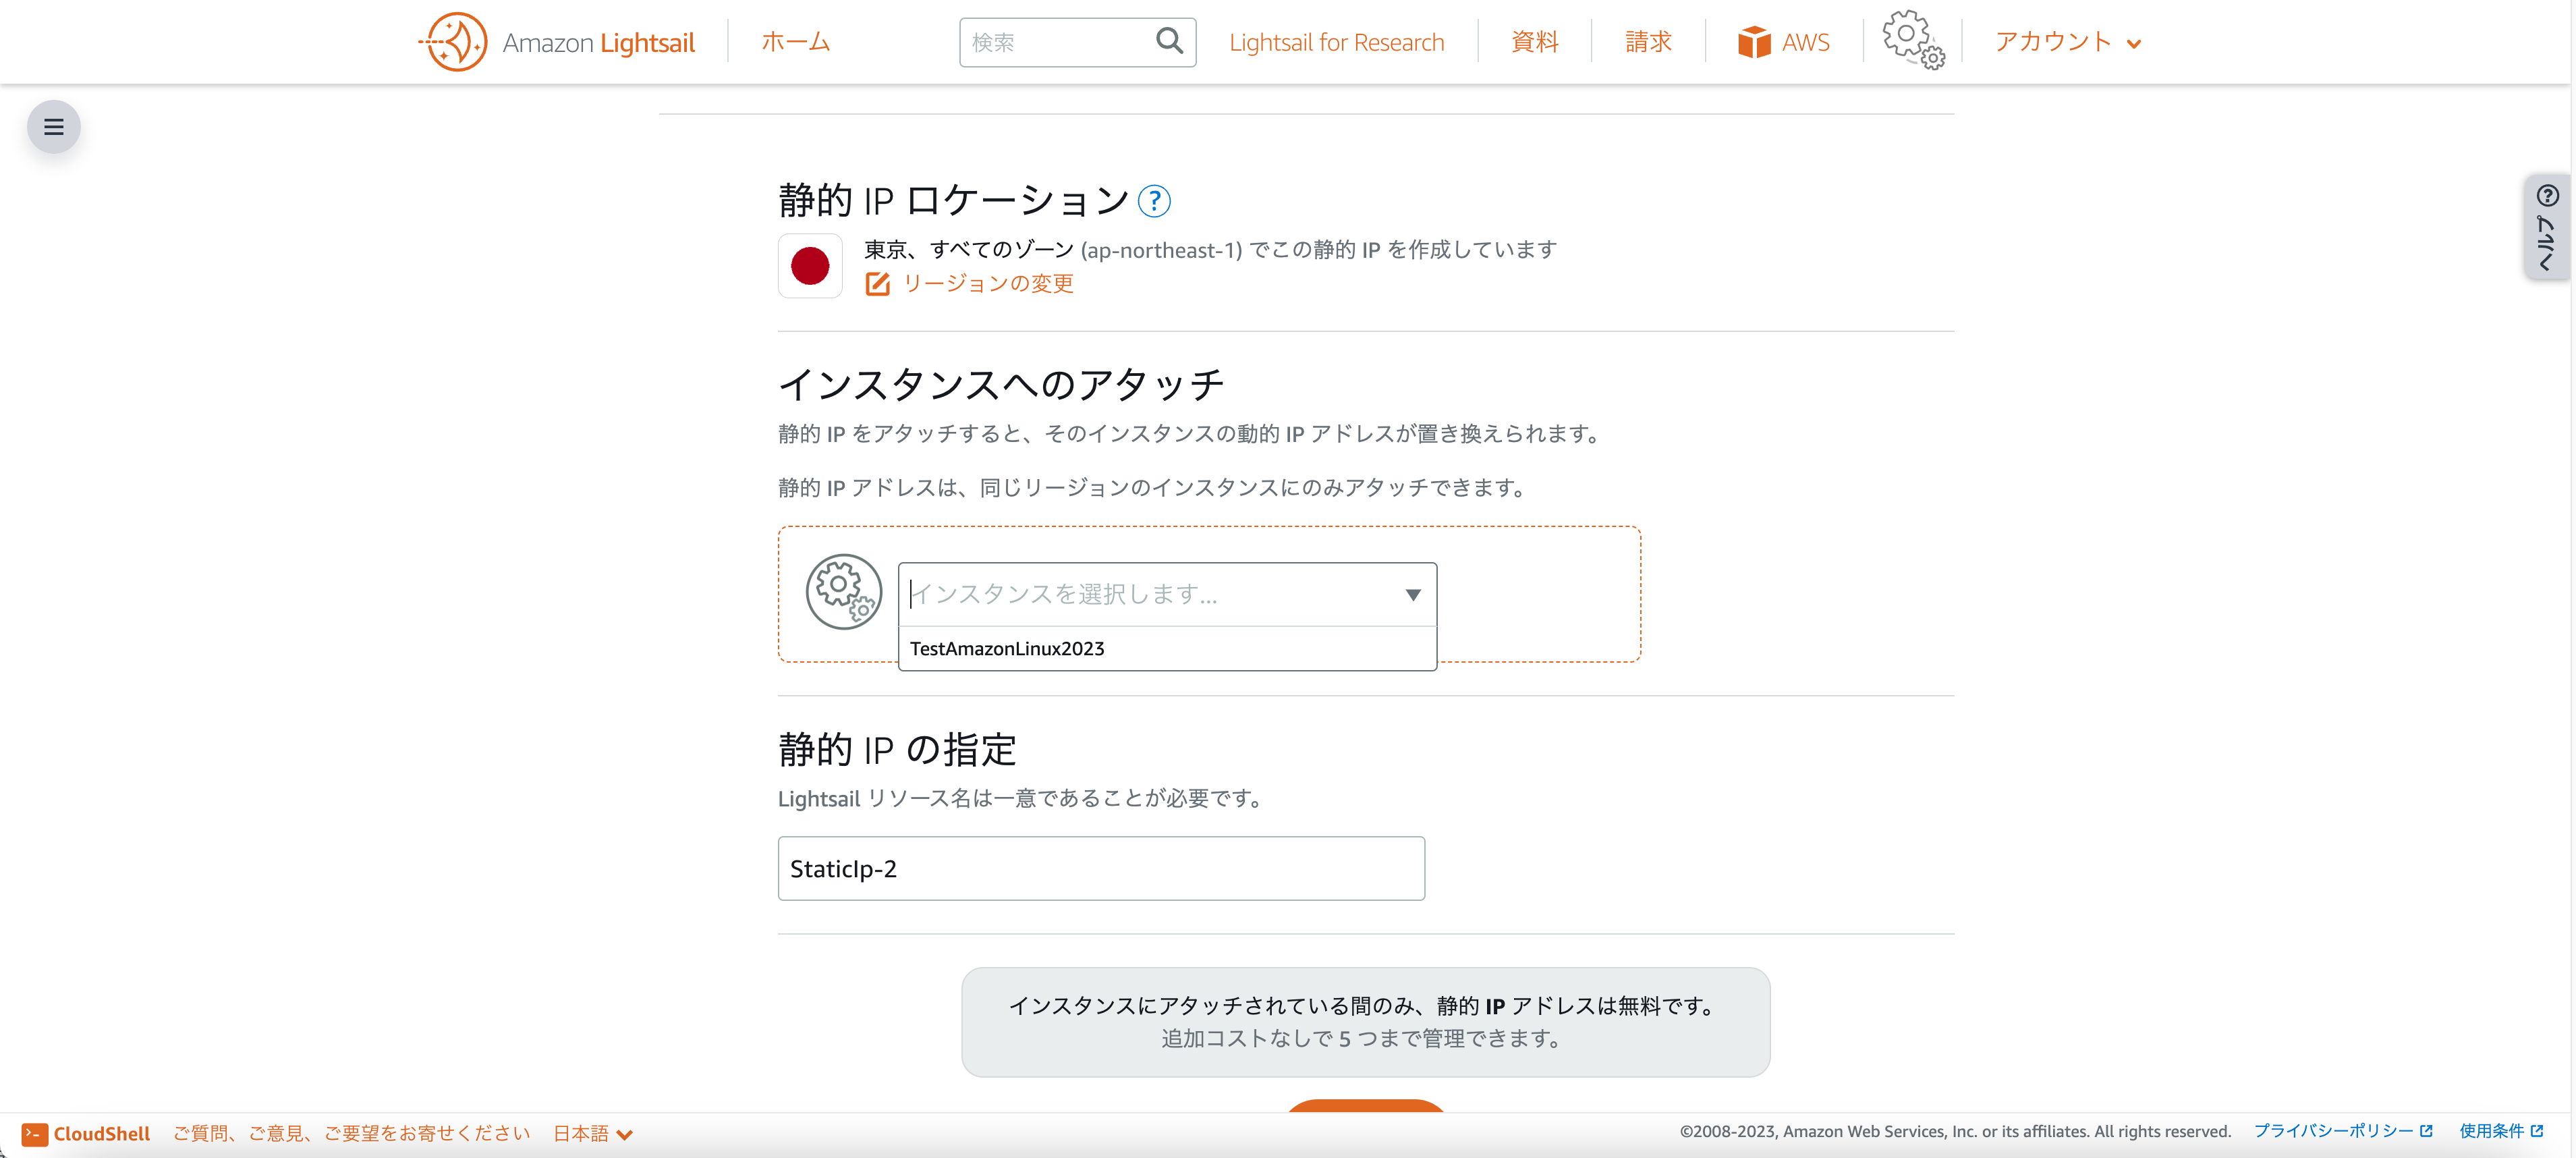 Amazon Lightsail
ホーム
検索
Lightsail for Research
資料
請求
AWS
アカウント
ヘルプ
静的 IP ロケーション ?
東京、すべてのゾーン (ap-northeast-1) でこの静的 IP を作成しています
リージョンの変更
インスタンスへのアタッチ
静的 IP をアタッチすると、そのインスタンスの動的 IP アドレスが置き換えられます。
静的 IP アドレスは、同じリージョンのインスタンスにのみアタッチできます。
インスタンスを選択します...
TestAmazonLinux2023
静的 IP の指定
Lightsail リソース名は一意であることが必要です。
StaticIp-2
インスタンスにアタッチされている間のみ、静的 IP アドレスは無料です。
追加コストなしで 5 つまで管理できます。
CloudShell
ご質問、ご意見、ご要望をお寄せください
日本語
©2008-2023, Amazon Web Services, Inc. or its affiliates. All rights reserved.
プライバシーポリシー
使用条件